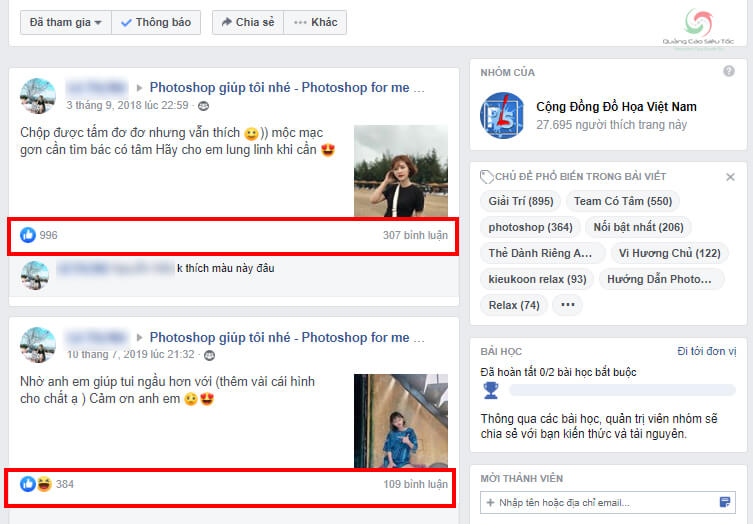 Đã tham gia
Thông báo
Chia sẻ
Khác
Quảng Cáo Siêu Tốc
Photoshop giúp tôi nhé - Photoshop for me ...
3 tháng 9, 2018 lúc 22:59
Chộp được tấm đơ đơ nhưng vẫn thích 😀)) mộc mạc
gơn cần tìm bác có tâm Hãy cho em lung linh khi cần 😍
996
307 bình luận
k thích màu này đâu
Photoshop giúp tôi nhé - Photoshop for me ...
10 tháng 7, 2019 lúc 21:32
Nhờ anh em giúp tui ngầu hơn với (thêm vài cái hình
cho chất ạ ) Cảm ơn anh em 🥺😍
384
109 bình luận
NHÓM CỦA
Cộng Đồng Đồ Họa Việt Nam
27.695 người thích trang này
CHỦ ĐỀ PHỔ BIẾN TRONG BÀI VIẾT
Giải Trí (895)
Team Có Tâm (550)
photoshop (364)
Nổi bật nhất (206)
Thẻ Dành Riêng A...
Vi Hương Chủ (122)
kieukoon relax (93)
Hướng Dẫn Photo...
Relax (74)
BÀI HỌC
Đi tới đơn vị
Đã hoàn tất 0/2 bài học bắt buộc
Thông qua các bài học, quản trị viên nhóm sẽ
chia sẻ với bạn kiến thức và tài nguyên.
MỜI THÀNH VIÊN
+ Nhập tên hoặc địa chỉ email...